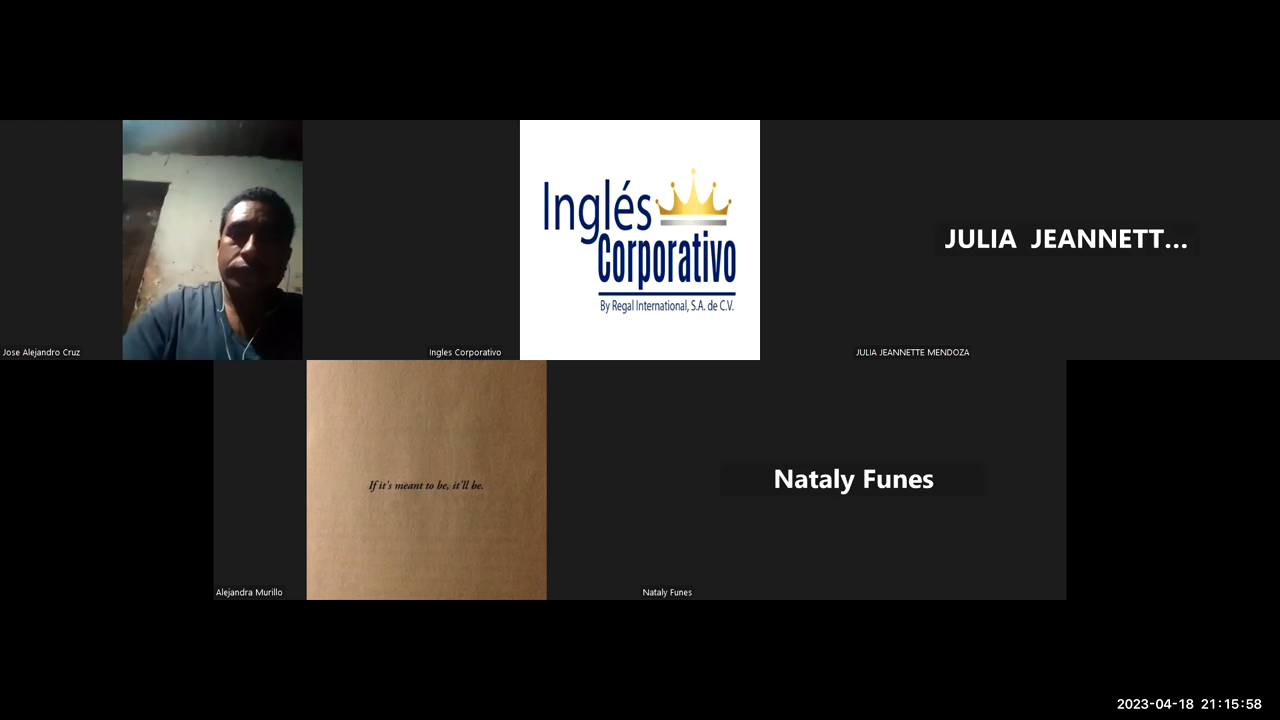 Inglés
Corporativo
By Regal International, S.A. de C.V.
JULIA JEANNETT...
Jose Alejandro Cruz
Ingles Corporativo
JULIA JEANNETTE MENDOZA
If it's meant to be, it'll be.
Nataly Funes
Alejandra Murillo
Nataly Funes
2023-04-18 21:15:58